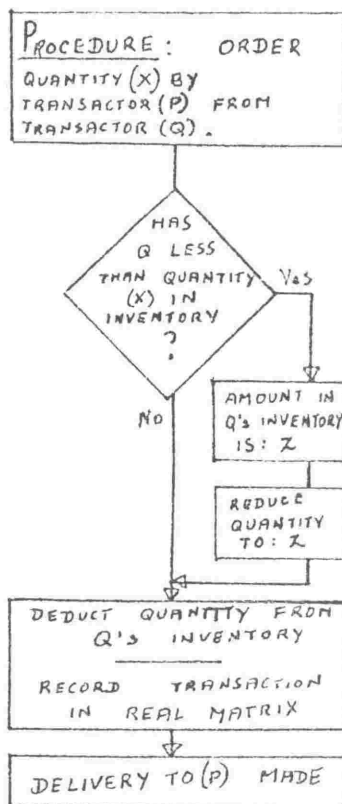 PROCEDURE: ORDER
QUANTITY (X) BY
TRANSACTOR (P) FROM
TRANSACTOR (Q).
HAS
Q LESS
THAN QUANTITY
(X) IN
INVENTORY
?
Yes
No
AMOUNT IN
Q's INVENTORY
IS: Z
REDUCE
QUANTITY
TO: Z
DEDUCT QUANTITY FROM
Q's INVENTORY
RECORD TRANSACTION
IN REAL MATRIX
DELIVERY TO (P) MADE